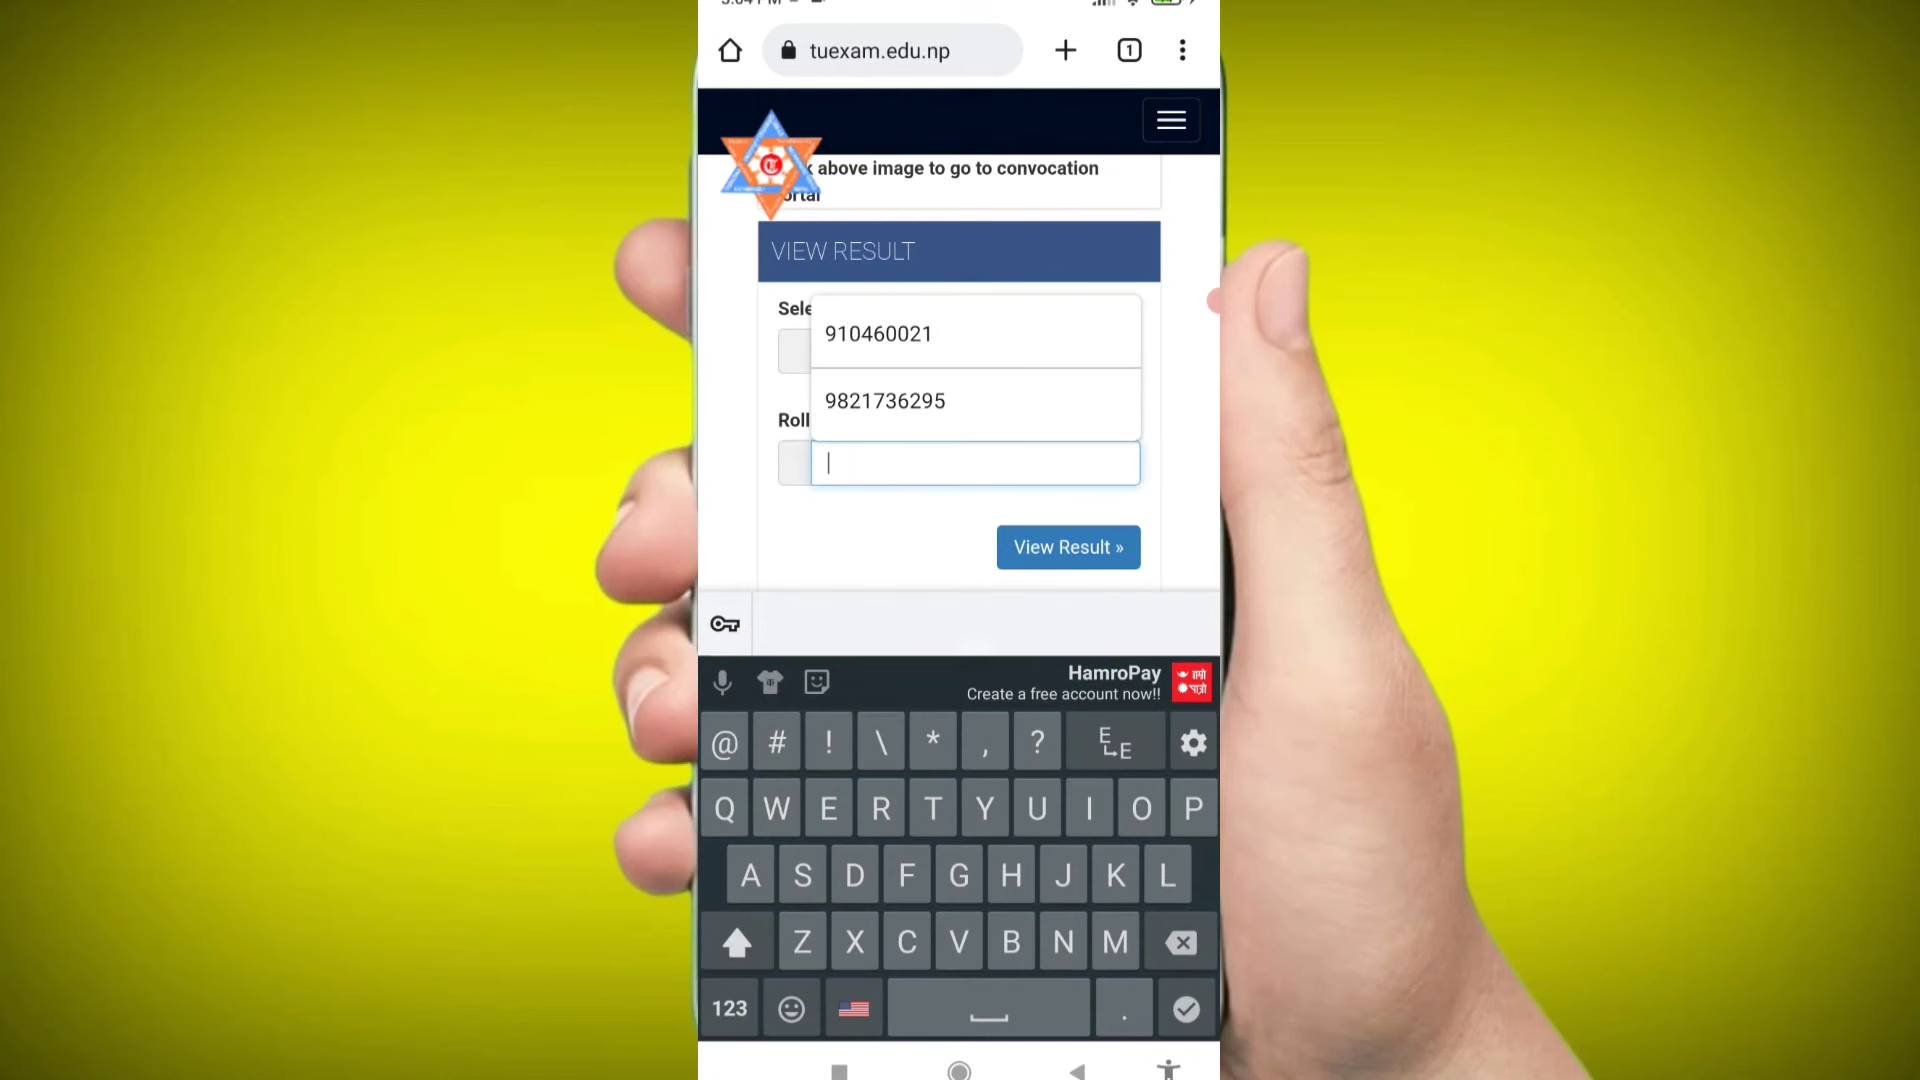 tuexam.edu.np
1
above image to go to convocation
VIEW RESULT
Sele
910460021
9821736295
Roll
View Result »
HamroPay
Create a free account now!!
हाम्रो
पात्रो
@ # ! \ * , ? E E
Q W E R T Y U I O P
A S D F G H J K L
Z X C V B N M
123 .